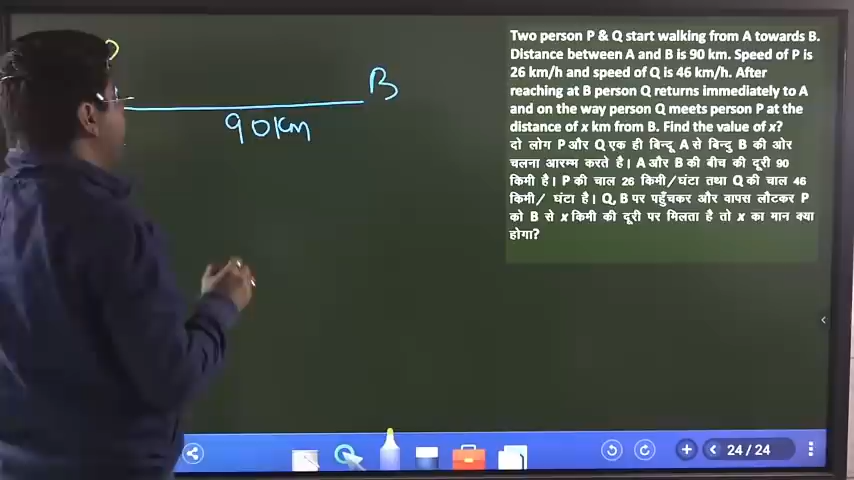 B
90km
Two person P & Q start walking from A towards B.
Distance between A and B is 90 km. Speed of P is
26 km/h and speed of Q is 46 km/h. After
reaching at B person Q returns immediately to A
and on the way person Q meets person P at the
distance of x km from B. Find the value of x?
दो लोग P और Q एक ही बिन्दू A से बिन्दु B की ओर
चलना आरम्भ करते है। A और B की बीच की दूरी 90
किमी है। P की चाल 26 किमी/घंटा तथा Q की चाल 46
किमी/ घंटा है। Q, B पर पहुँचकर और वापस लौटकर P
को B से x किमी की दूरी पर मिलता है तो x का मान क्या
होगा?
24 / 24